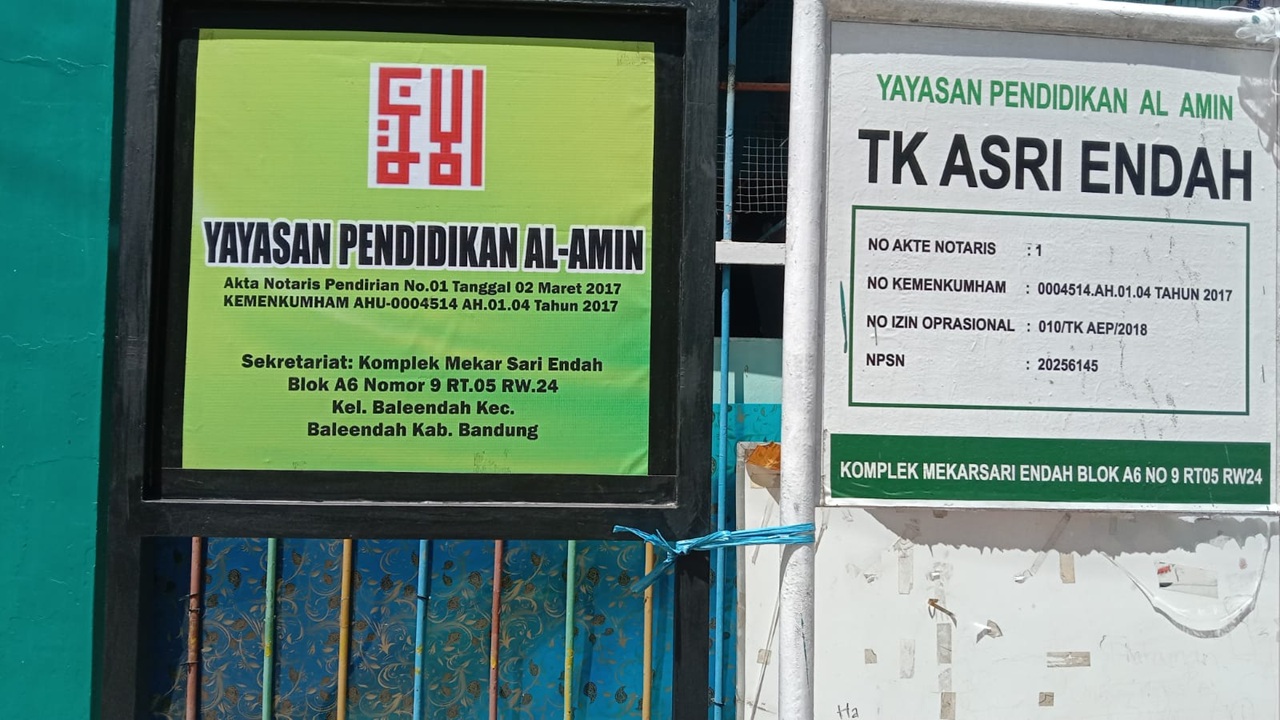 YAYASAN PENDIDIKAN AL-AMIN
Akta Notaris Pendirian No.01 Tanggal 02 Maret 2017
KEMENKUMHAM AHU-0004514 AH.01.04 Tahun 2017
Sekretariat: Komplek Mekar Sari Endah
Blok A6 Nomor 9 RT.05 RW.24
Kel. Baleendah Kec.
Baleendah Kab. Bandung
YAYASAN PENDIDIKAN AL AMIN
TK ASRI ENDAH
NO AKTE NOTARIS : 1
NO KEMENKUMHAM : 0004514.AH.01.04 TAHUN 2017
NO IZIN OPRASIONAL : 010/TK AEP/2018
NPSN : 20256145
KOMPLEK MEKARSARI ENDAH BLOK A6 NO 9 RT05 RW24
Ha